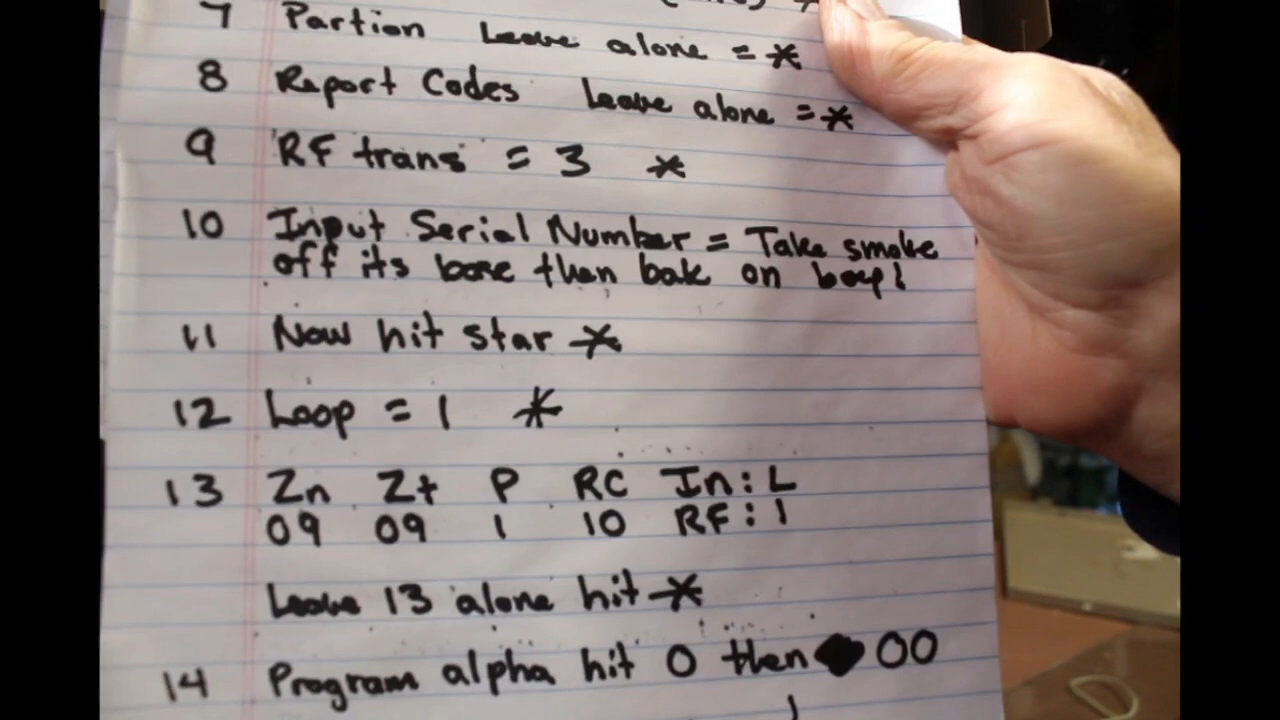 7 Partion Leave alone = *
8 Report Codes Leave alone = *
9 RF trans = 3 *
10 Input Serial Number = Take smoke
off its base then bak on
11 Now hit star *
12 Loop = 1 *
13 Zn Zt P RC In: L
09 09 1 10 RF: 1
Leave 13 alone hit *
14 Program alpha hit 0 then 00